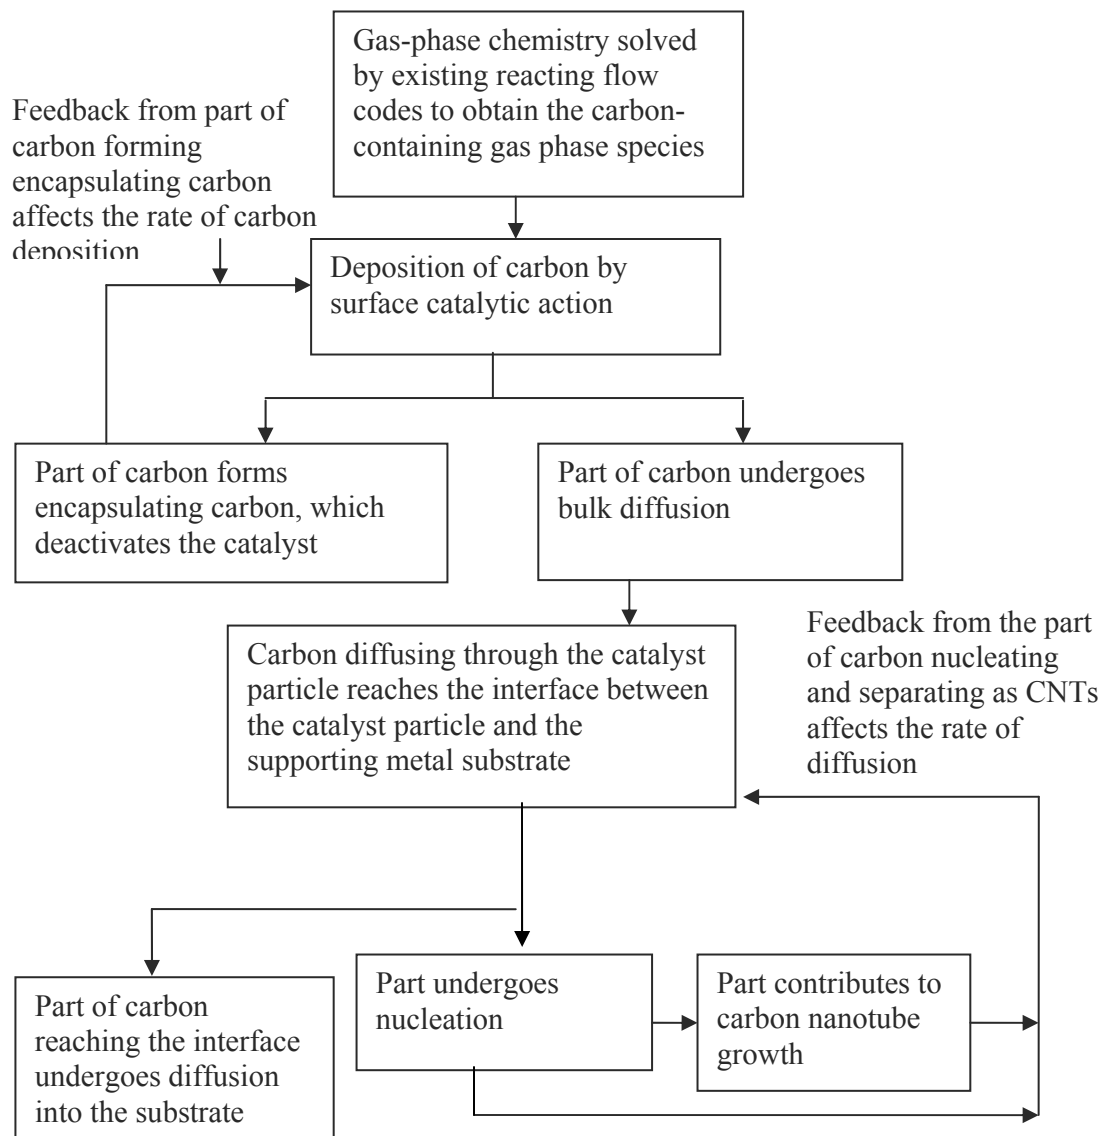 Gas-phase chemistry solved
by existing reacting flow
codes to obtain the carbon-
containing gas phase species
Feedback from part of
carbon forming
encapsulating carbon
affects the rate of carbon
deposition
Deposition of carbon by
surface catalytic action
Part of carbon forms
encapsulating carbon, which
deactivates the catalyst
Part of carbon undergoes
bulk diffusion
Carbon diffusing through the catalyst
particle reaches the interface between
the catalyst particle and the
supporting metal substrate
Feedback from the part
of carbon nucleating
and separating as CNTs
affects the rate of
diffusion
Part of carbon
reaching the interface
undergoes diffusion
into the substrate
Part undergoes
nucleation
Part contributes to
carbon nanotube
growth